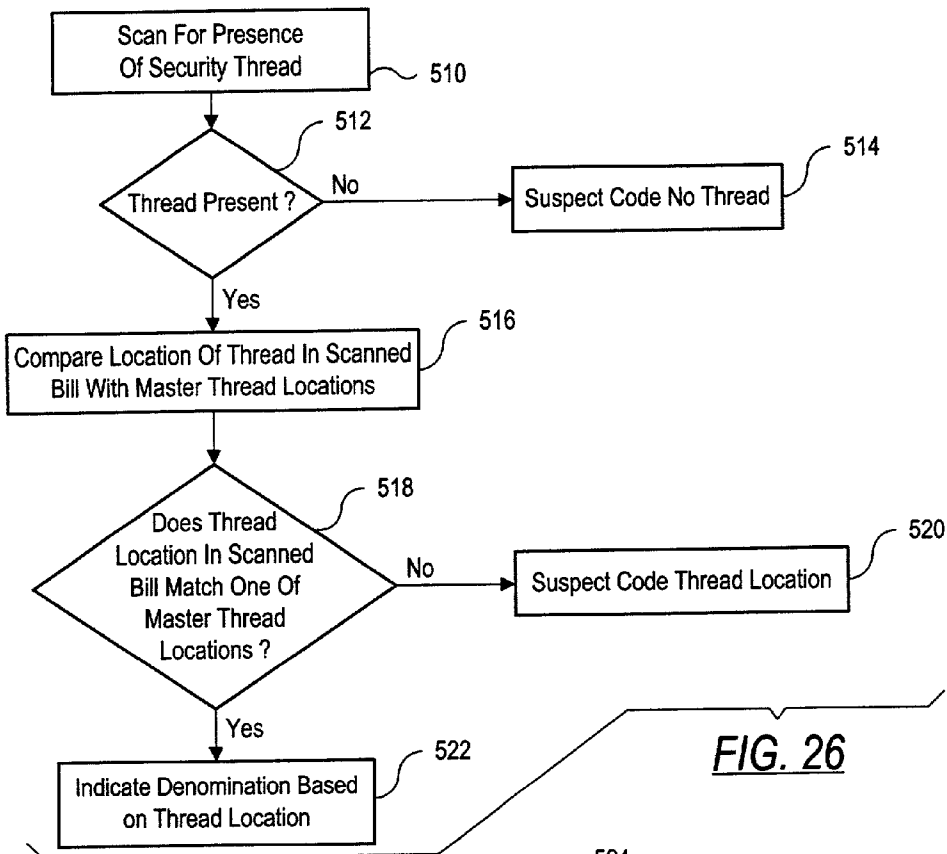 Scan For Presence
Of Security Thread
510
512
Thread Present ?
No
514
Suspect Code No Thread
Yes
516
Compare Location Of Thread In Scanned
Bill With Master Thread Locations
518
Does Thread
Location In Scanned
Bill Match One Of
Master Thread
Locations ?
No
520
Suspect Code Thread Location
Yes
522
Indicate Denomination Based
on Thread Location
FIG. 26